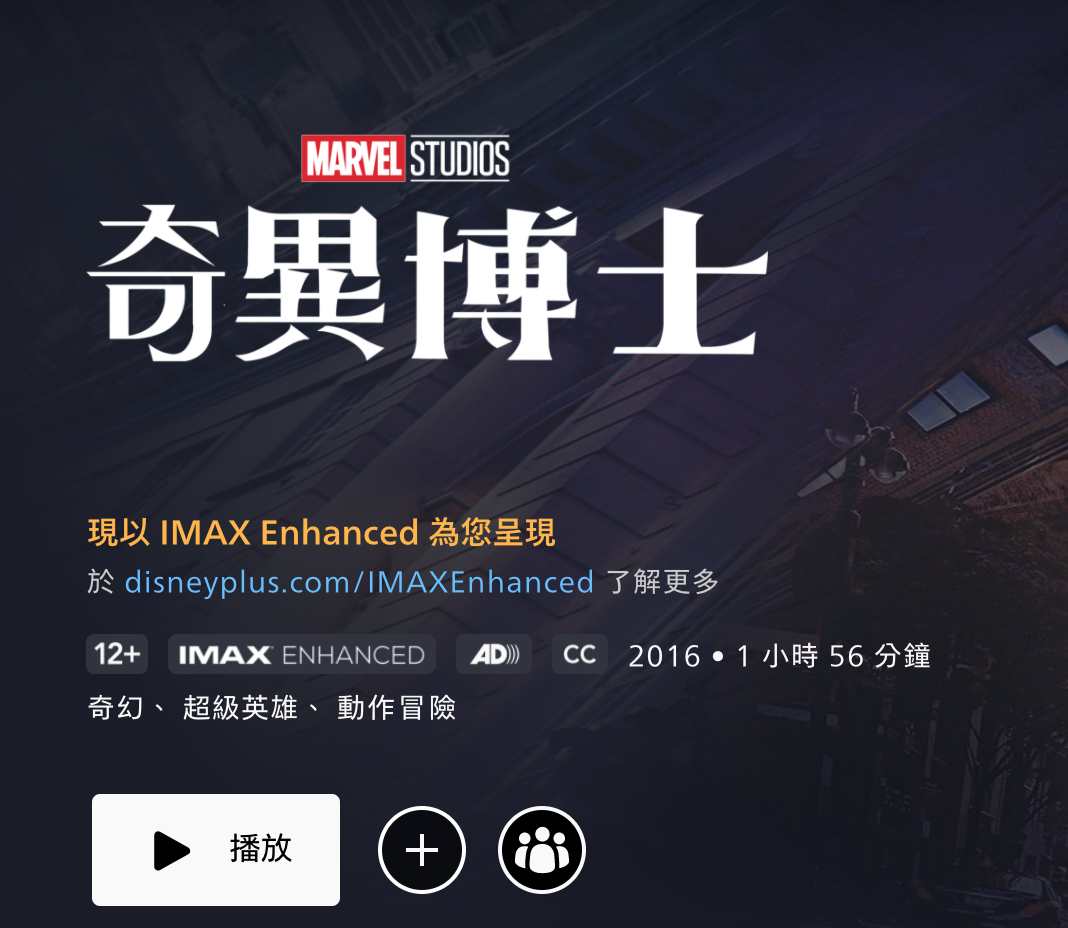 MARVEL STUDIOS
奇異博士
現以 IMAX Enhanced 為您呈現
於 disneyplus.com/IMAXEnhanced 了解更多
12+ IMAX ENHANCED AD))) CC 2016 • 1 小時 56 分鐘
奇幻、 超級英雄、 動作冒險
播放